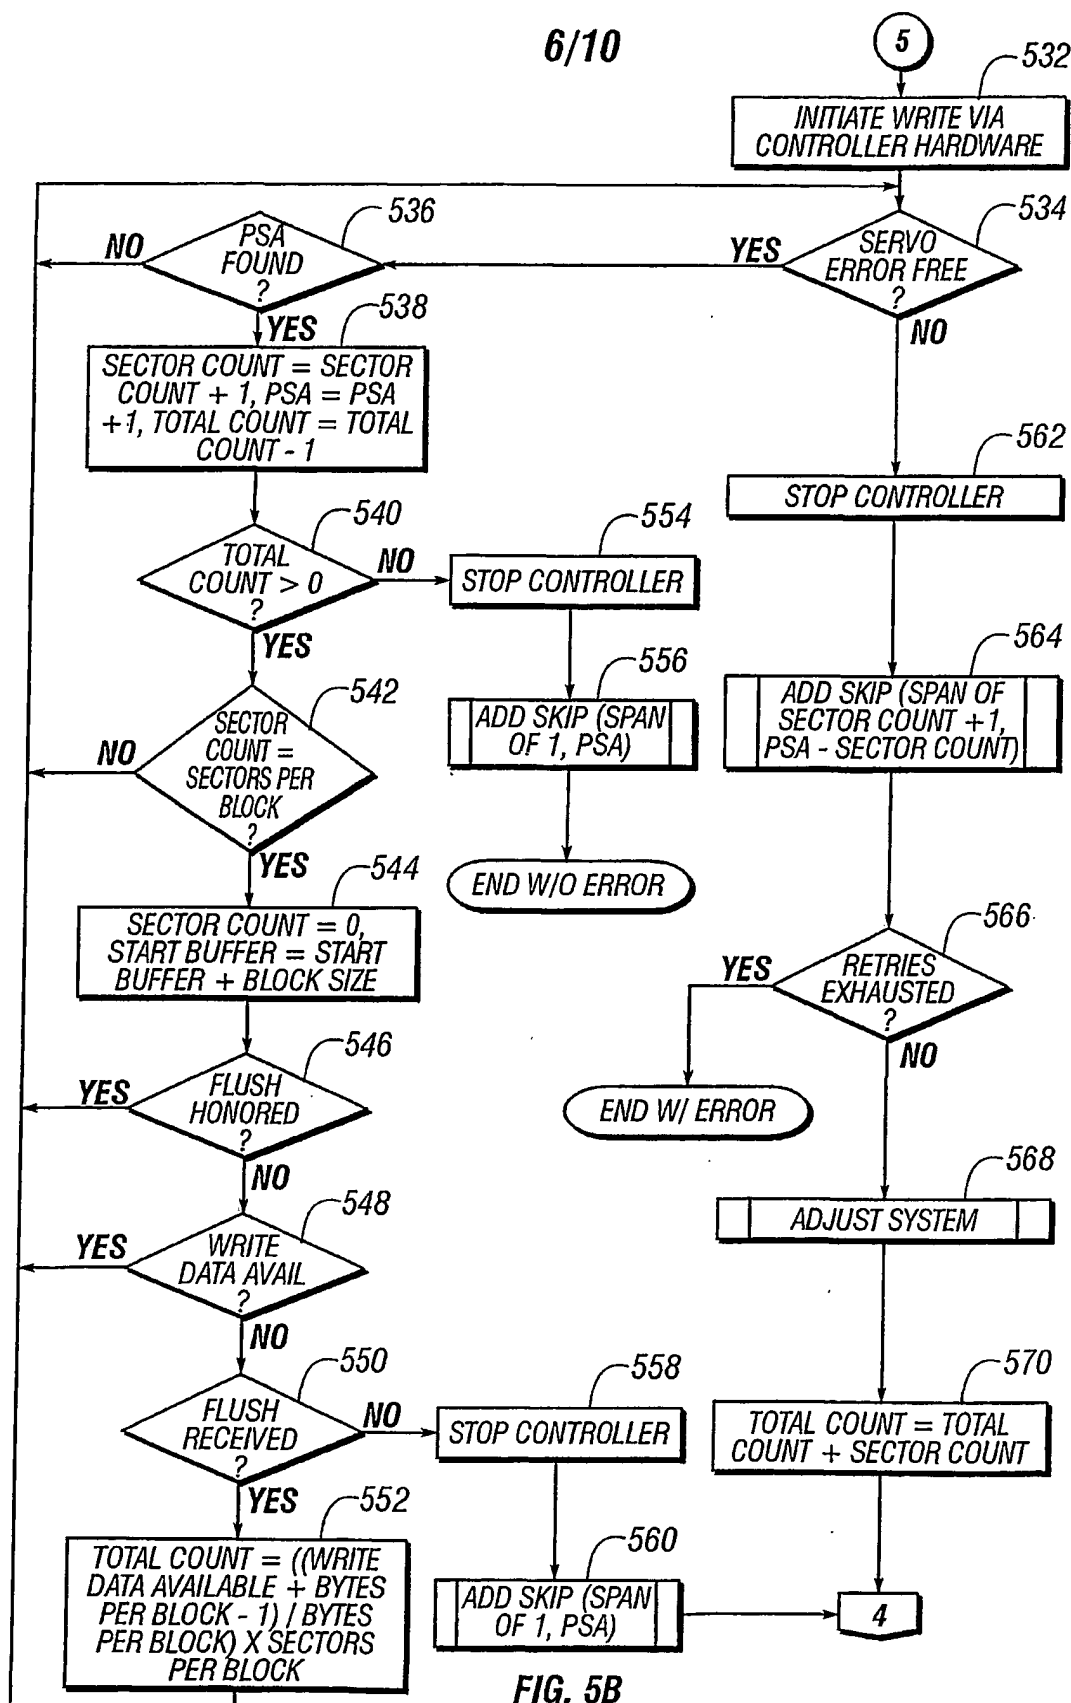 6/10
5
532
INITIATE WRITE VIA
CONTROLLER HARDWARE
534
SERVO
ERROR FREE
?
YES
NO
536
PSA
FOUND
?
NO
YES
538
SECTOR COUNT = SECTOR
COUNT + 1, PSA = PSA
+1, TOTAL COUNT = TOTAL
COUNT - 1
540
TOTAL
COUNT > 0
?
NO
YES
554
STOP CONTROLLER
556
ADD SKIP (SPAN
OF 1, PSA)
END W/O ERROR
542
SECTOR
COUNT =
SECTORS PER
BLOCK
?
NO
YES
544
SECTOR COUNT = 0,
START BUFFER = START
BUFFER + BLOCK SIZE
546
FLUSH
HONORED
?
YES
NO
548
WRITE
DATA AVAIL
?
YES
NO
550
FLUSH
RECEIVED
?
NO
YES
552
TOTAL COUNT = ((WRITE
DATA AVAILABLE + BYTES
PER BLOCK - 1) / BYTES
PER BLOCK) X SECTORS
PER BLOCK
558
STOP CONTROLLER
560
ADD SKIP (SPAN
OF 1, PSA)
562
STOP CONTROLLER
564
ADD SKIP (SPAN OF
SECTOR COUNT +1,
PSA - SECTOR COUNT)
566
RETRIES
EXHAUSTED
?
YES
NO
END W/ ERROR
568
ADJUST SYSTEM
570
TOTAL COUNT = TOTAL
COUNT + SECTOR COUNT
4
FIG. 5B